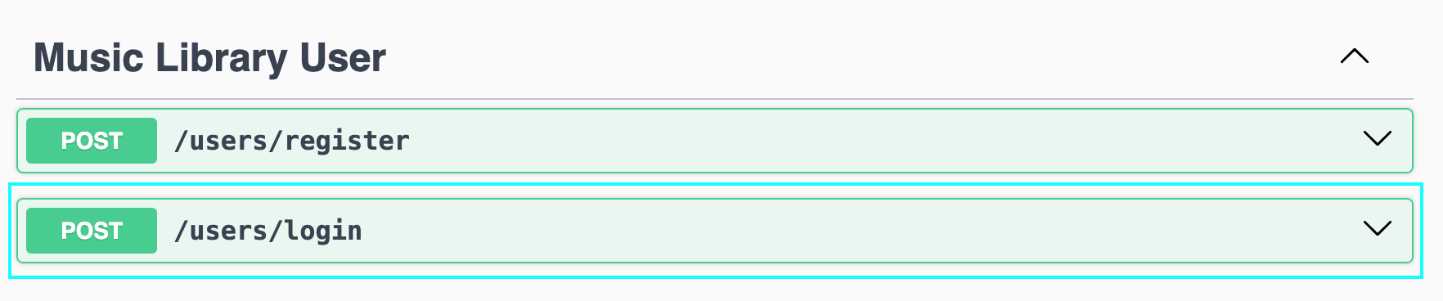 Music Library User
POST /users/register
POST /users/login